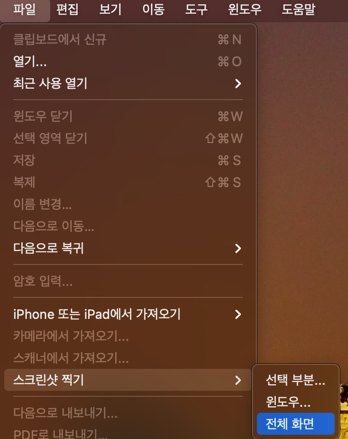 파일 편집 보기 이동 도구 윈도우 도움말
클립보드에서 신규 ⌘ N
열기... ⌘ O
최근 사용 열기 >
윈도우 닫기 ⌘ W
선택 영역 닫기 ⇧ ⌘ W
저장 ⌘ S
복제 ⇧ ⌘ S
이름 변경...
다음으로 이동...
다음으로 복귀 >
암호 입력...
iPhone 또는 iPad에서 가져오기 >
카메라에서 가져오기...
스캐너에서 가져오기...
스크린샷 찍기 >
선택 부분...
윈도우...
전체 화면
다음으로 내보내기...
PDF로 내보내기...